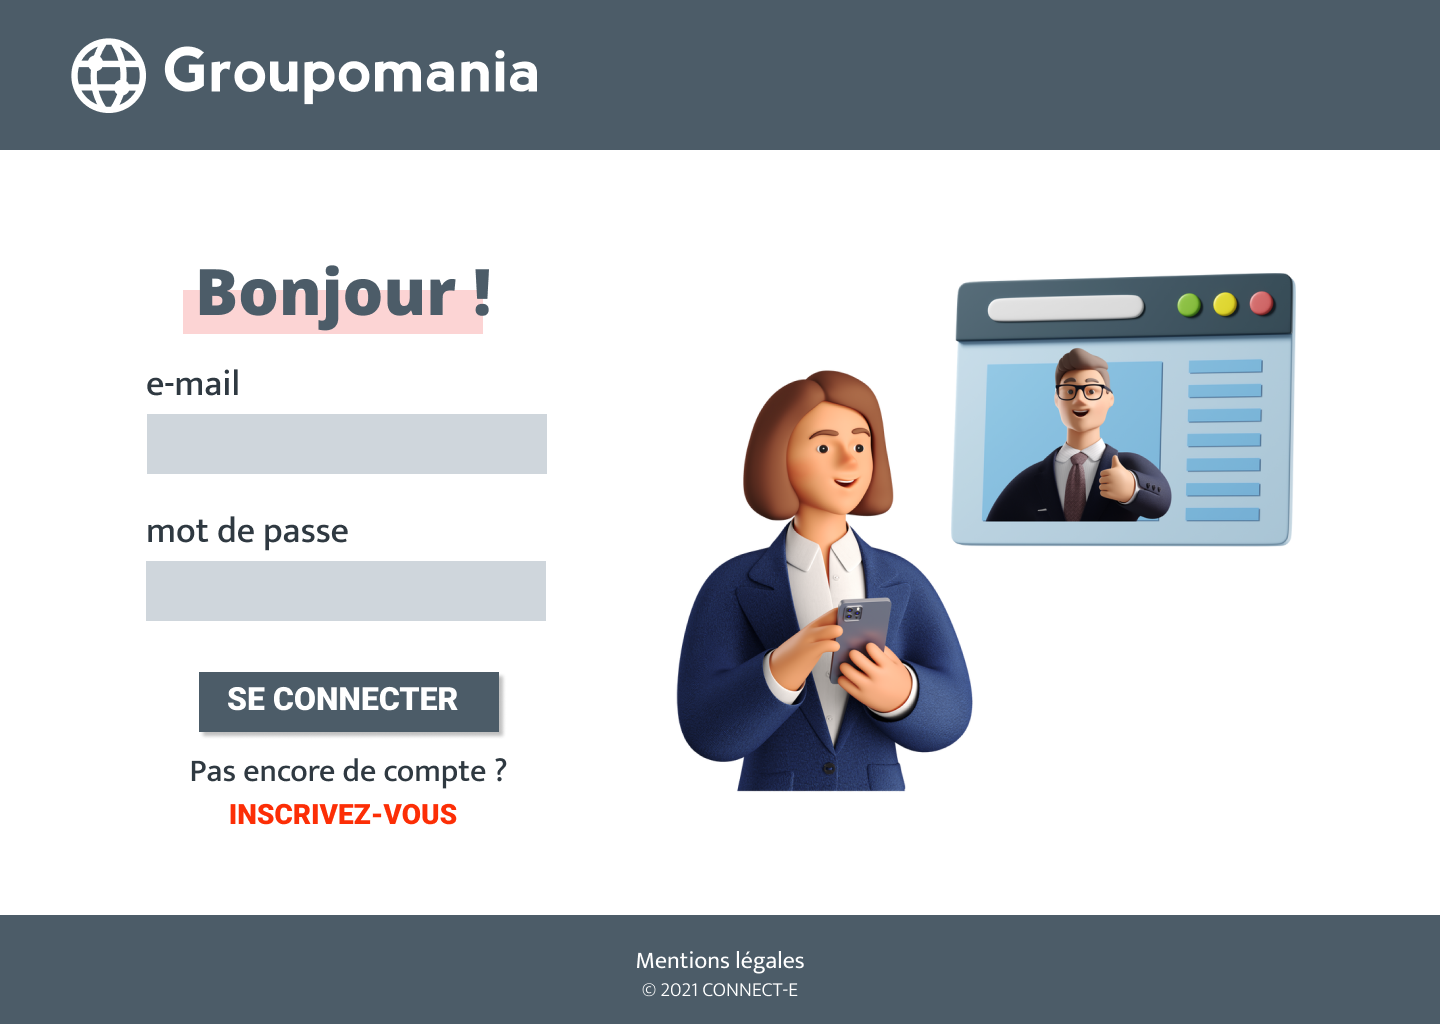 Groupomania
Bonjour !
e-mail
mot de passe
SE CONNECTER
Pas encore de compte ?
INSCRIVEZ-VOUS
Mentions légales
© 2021 CONNECT-E